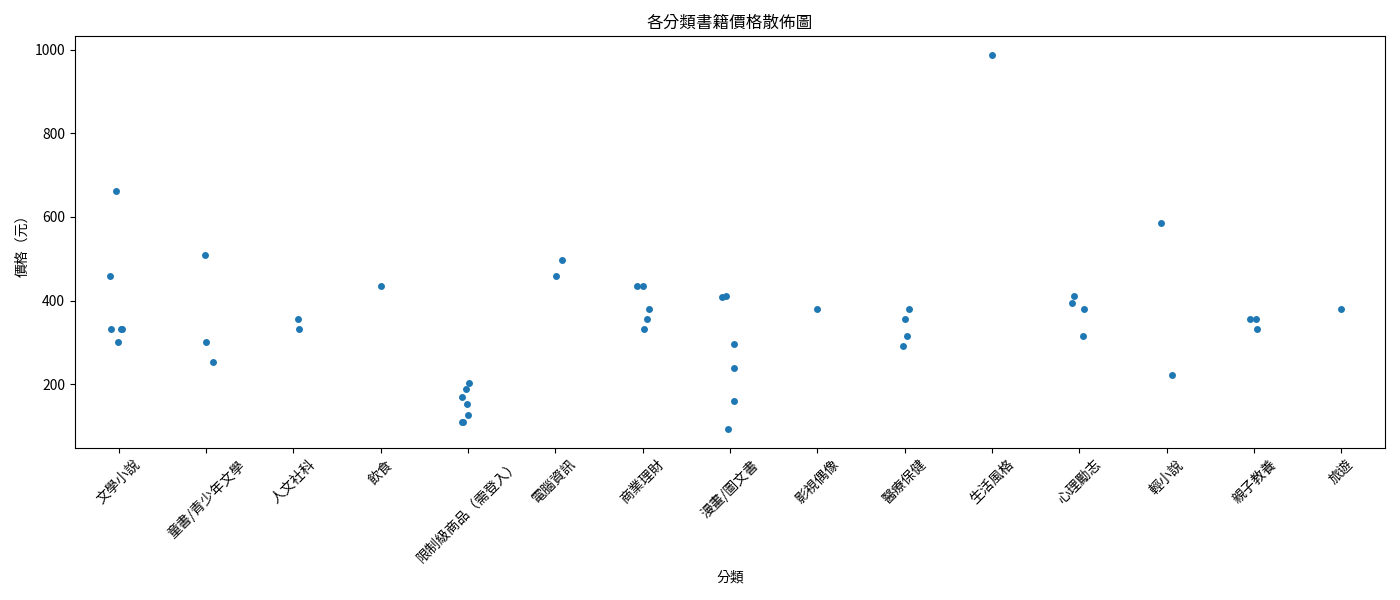 各分類書籍價格散佈圖
價格（元）
1000
800
600
400
200
文學小說
童書/青少年文學
人文社科
飲食
限制級商品（需登入）
電腦資訊
商業理財
漫畫/圖文書
影視偶像
醫療保健
生活風格
心理勵志
輕小說
親子教養
旅遊
分類